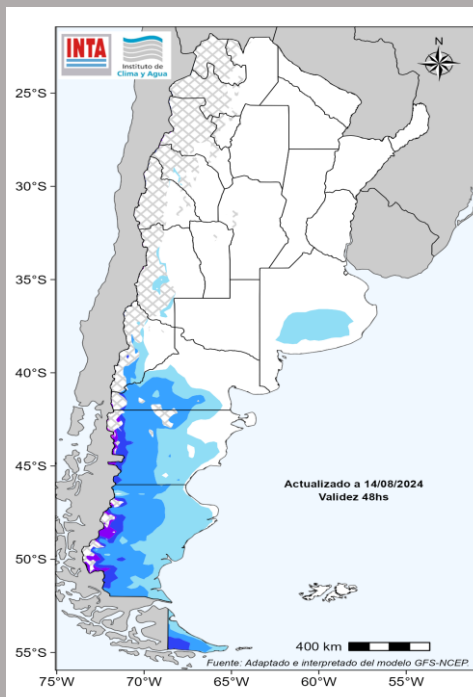 INTA
Instituto de
Clima y Agua
N
25°S
30°S
35°S
40°S
45°S
50°S
55°S
Actualizado a 14/08/2024
Validez 48hs
400 km
Fuente: Adaptado e interpretado del modelo GFS-NCEP.
75°W
70°W
65°W
60°W
55°W